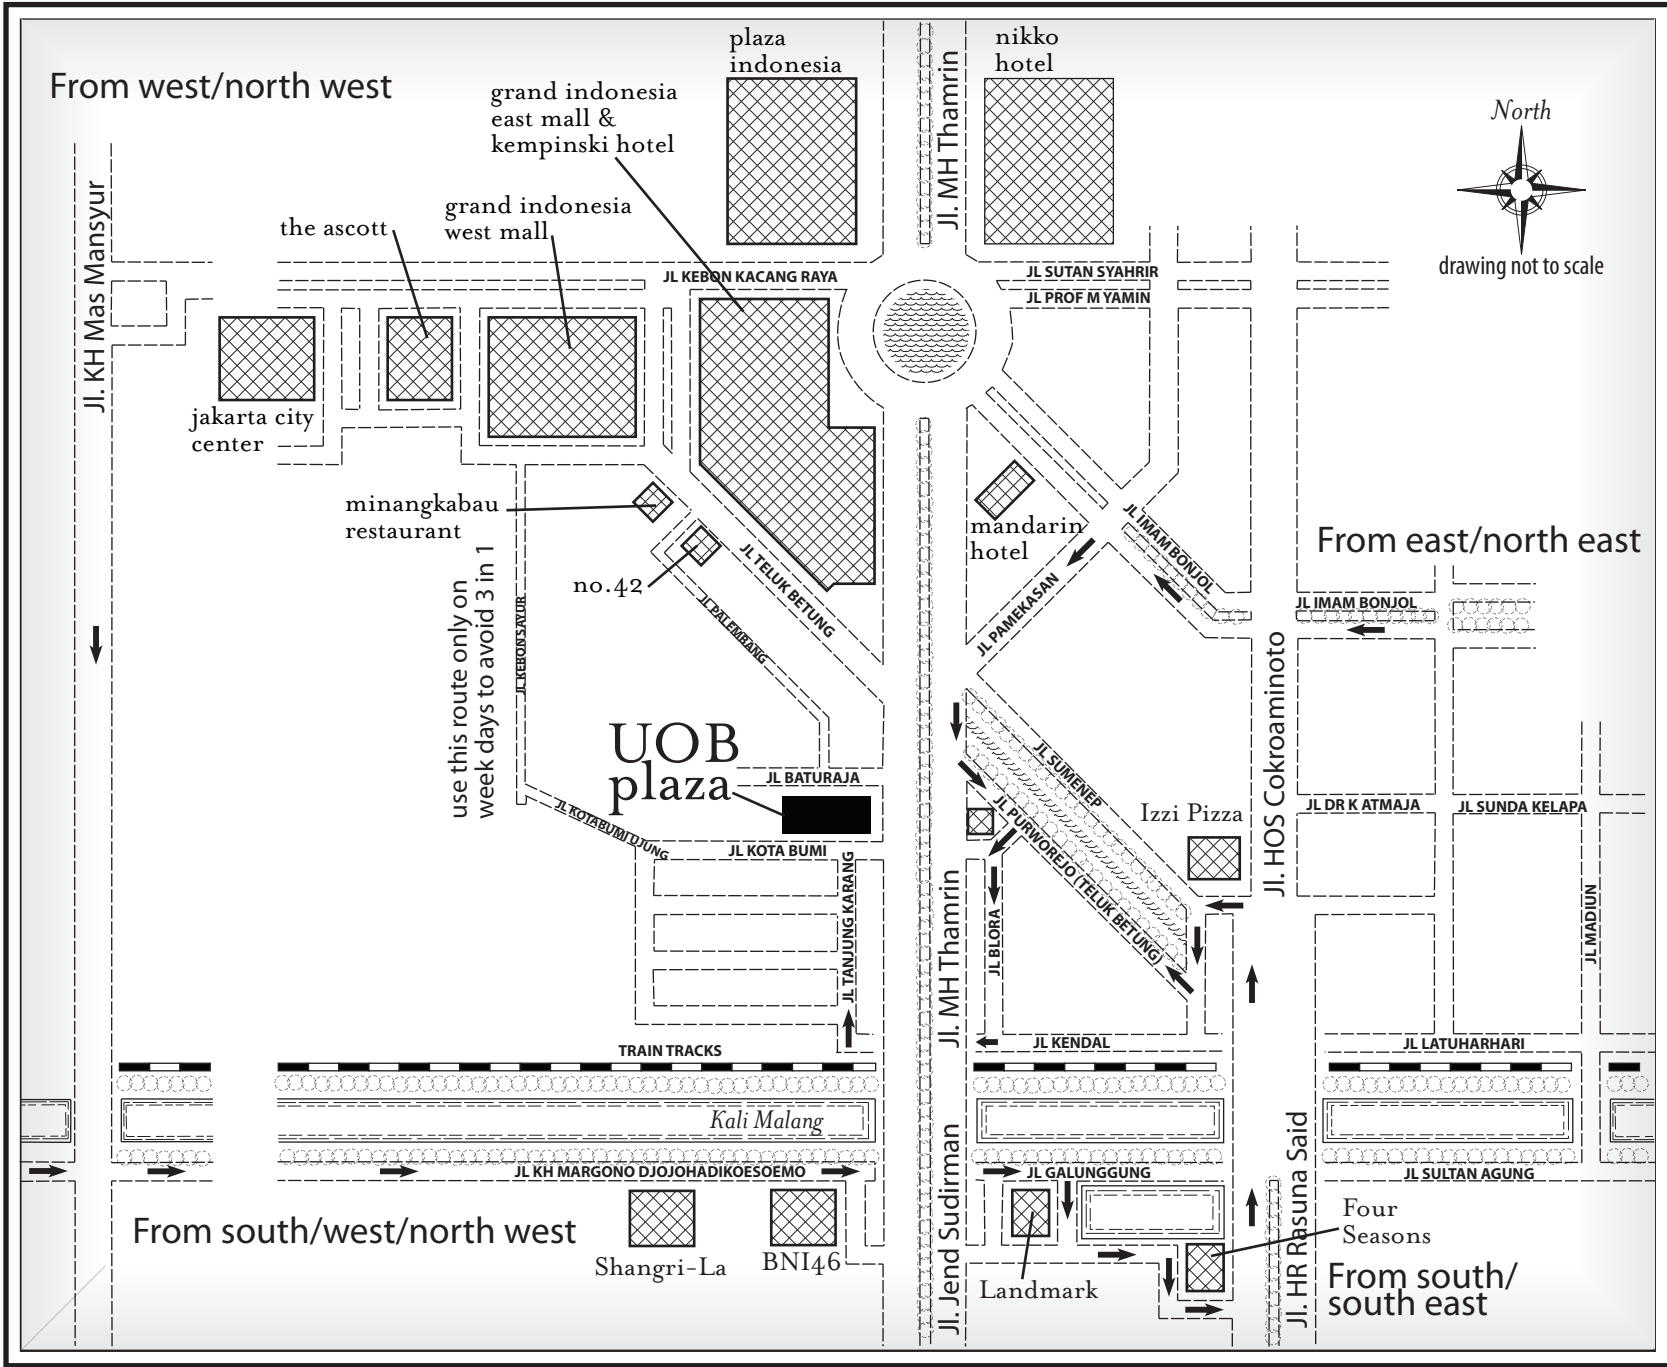 From west/north west
plaza
indonesia
nikko
hotel
grand indonesia
east mall &
kempinski hotel
Jl. MH Thamrin
North
drawing not to scale
the ascott
grand indonesia
west mall
Jl. KH Mas Mansyur
JL KEBON KACANG RAYA
JL SUTAN SYAHRIR
JL PROF M YAMIN
jakarta city
center
minangkabau
restaurant
no.42
mandarin
hotel
JL IMAM BONJOL
From east/north east
JL IMAM BONJOL
JL TELUK BETUNG
JL PALEMBANG
JL PAMEKASAN
JL KEBON SAYUR
use this route only on
week days to avoid 3 in 1
UOB
plaza
JL BATURAJA
JL SUMENEP
JL PURWOREJO (TELUK BETUNG)
Izzi Pizza
Jl. HOS Cokroaminoto
JL DR K ATMAJA
JL SUNDA KELAPA
JL KOTABUMI UJUNG
JL KOTA BUMI
JL TANJUNG KARANG
Jl. MH Thamrin
JL BLORA
JL MADIUN
TRAIN TRACKS
JL KENDAL
JL LATUHARHARI
Kali Malang
JL KH MARGONO DJOJOHADIKOESOEMO
JL GALUNGGUNG
JL SULTAN AGUNG
From south/west/north west
Shangri-La
BNI46
Jl. Jend Sudirman
Landmark
Jl. HR Rasuna Said
Four
Seasons
From south/
south east